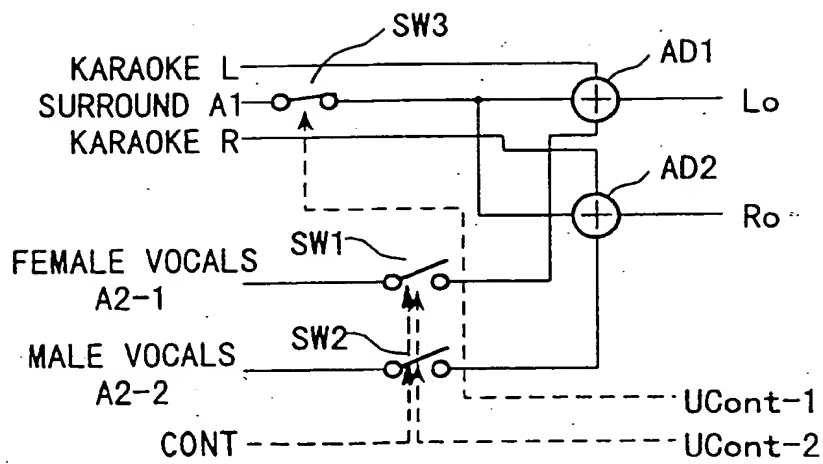 SW3
KARAOKE L
AD1
SURROUND A1
Lo
KARAOKE R
AD2
Ro
SW1
FEMALE VOCALS
A2-1
SW2
MALE VOCALS
A2-2
UCont-1
CONT
UCont-2